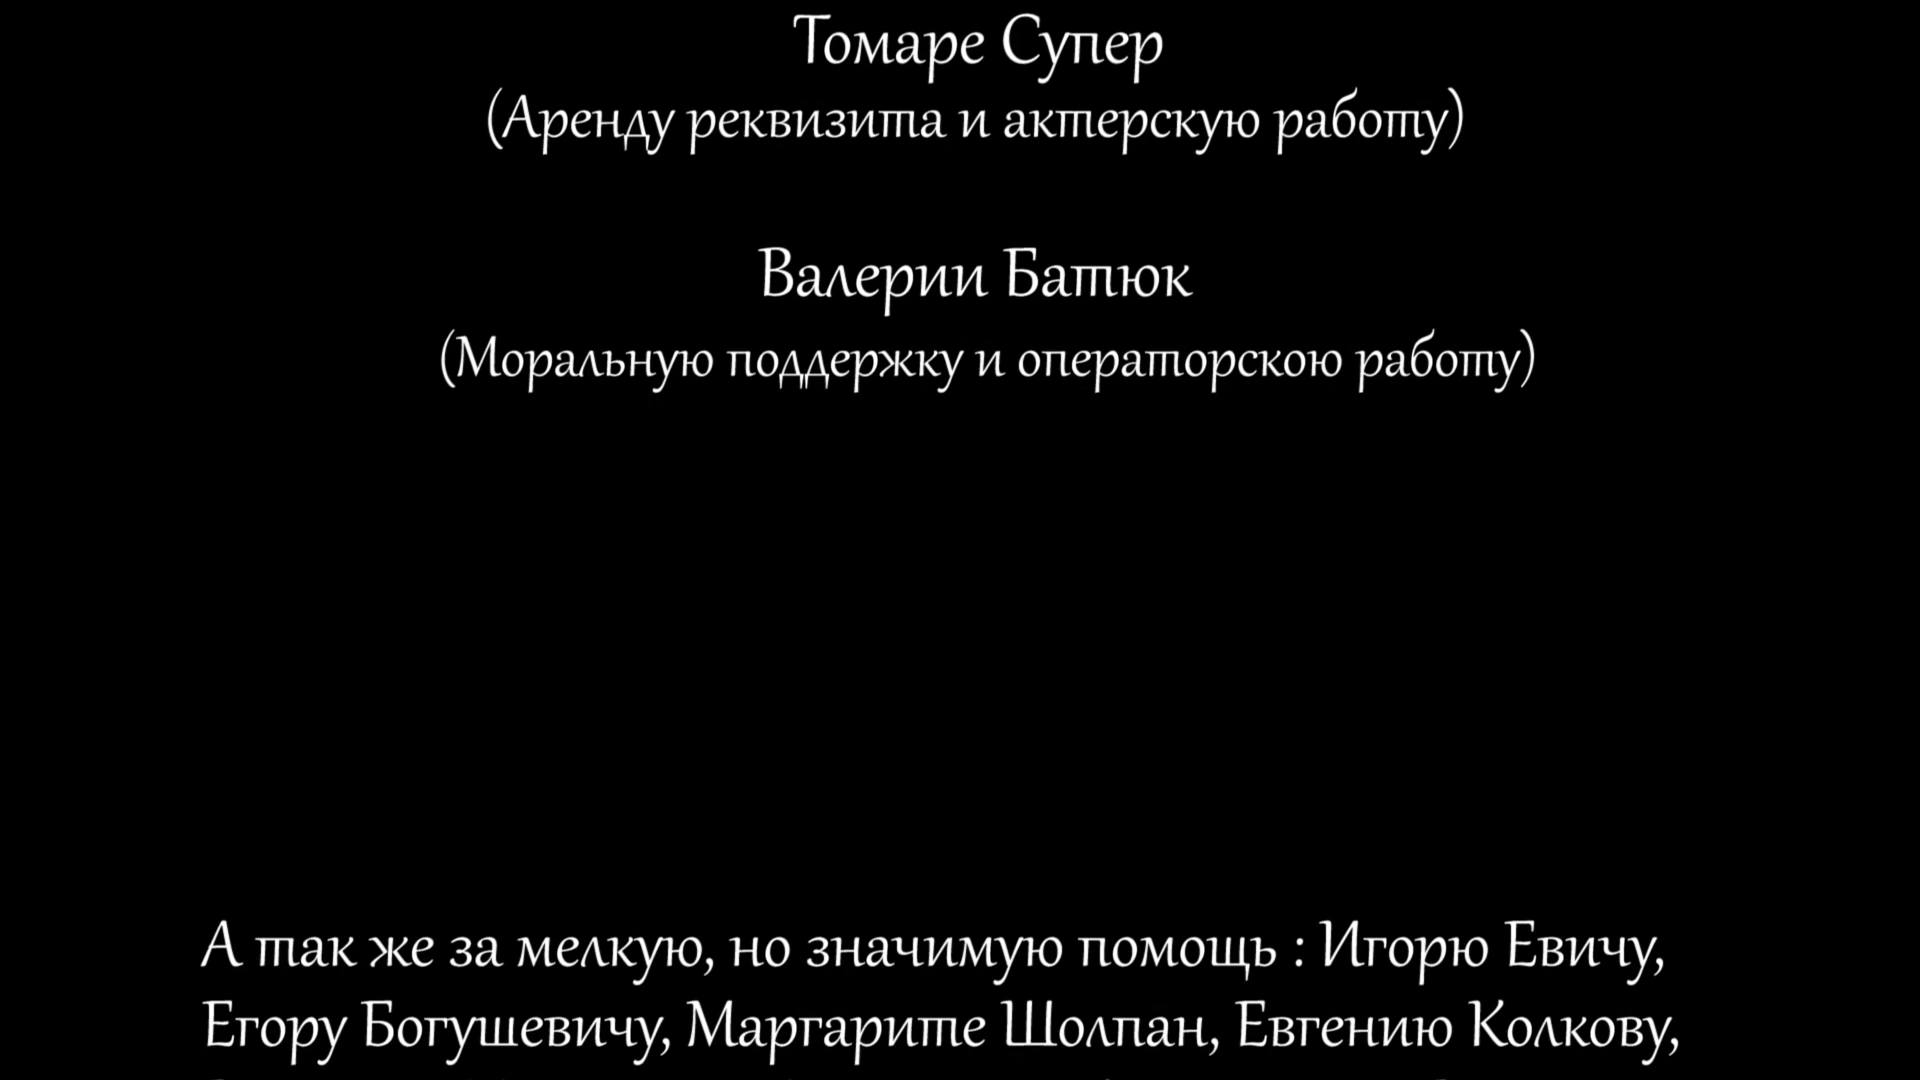 Томаре Супер
(Аренду реквизита и актерскую работу)
Валерии Батюк
(Моральную поддержку и операторскою работу)
А так же за мелкую, но значимую помощь : Игорю Евичу,
Егору Богушевичу, Маргарите Шолпан, Евгению Колкову,